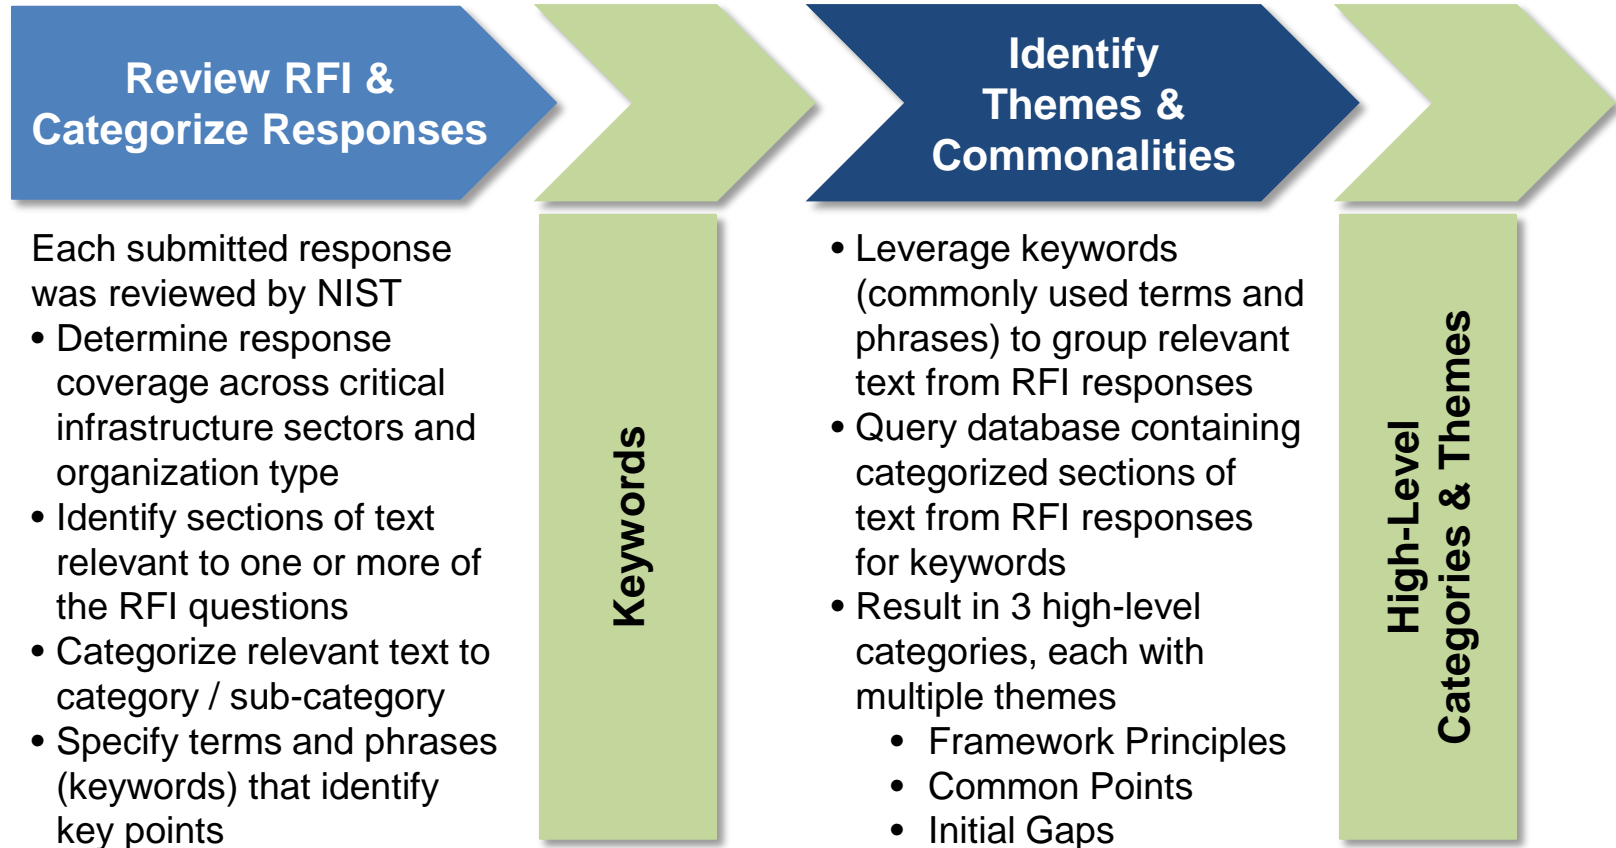 Review RFI &
Categorize Responses
Each submitted response
was reviewed by NIST
• Determine response
coverage across critical
infrastructure sectors and
organization type
• Identify sections of text
relevant to one or more of
the RFI questions
• Categorize relevant text to
category / sub-category
• Specify terms and phrases
(keywords) that identify
key points
Keywords
Identify
Themes &
Commonalities
• Leverage keywords
(commonly used terms and
phrases) to group relevant
text from RFI responses
• Query database containing
categorized sections of
text from RFI responses
for keywords
• Result in 3 high-level
categories, each with
multiple themes
• Framework Principles
• Common Points
• Initial Gaps
High-Level
Categories & Themes